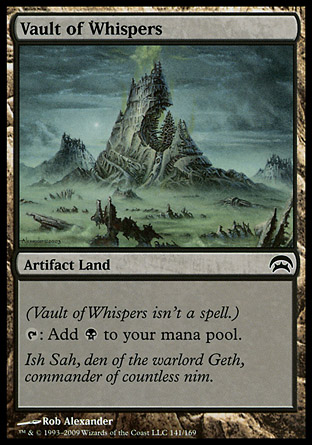 Vault of Whispers
Artifact Land
(Vault of Whispers isn't a spell.)
: Add to your mana pool.
Ish Sah, den of the warlord Geth,
commander of countless nim.
Rob Alexander
™ & © 1993–2009 Wizards of the Coast LLC 141/169